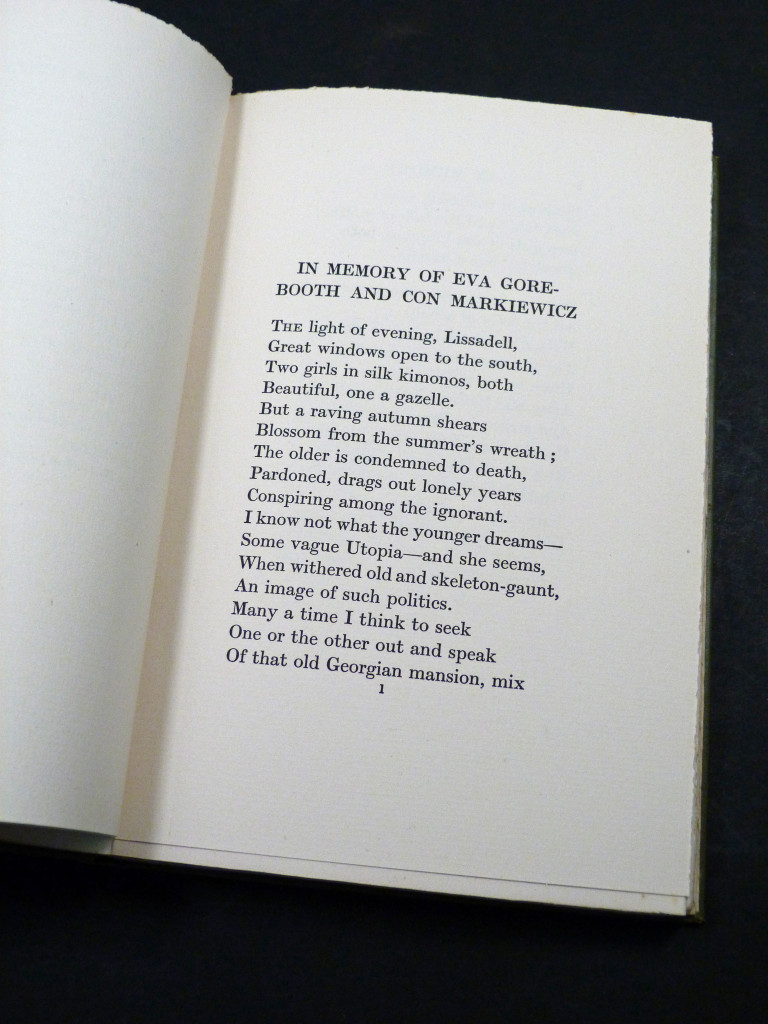 IN MEMORY OF EVA GORE-
BOOTH AND CON MARKIEWICZ
THE light of evening, Lissadell,
Great windows open to the south,
Two girls in silk kimonos, both
Beautiful, one a gazelle.
But a raving autumn shears
Blossom from the summer's wreath ;
The older is condemned to death,
Pardoned, drags out lonely years
Conspiring among the ignorant.
I know not what the younger dreams—
Some vague Utopia—and she seems,
When withered old and skeleton-gaunt,
An image of such politics.
Many a time I think to seek
One or the other out and speak
Of that old Georgian mansion, mix
1